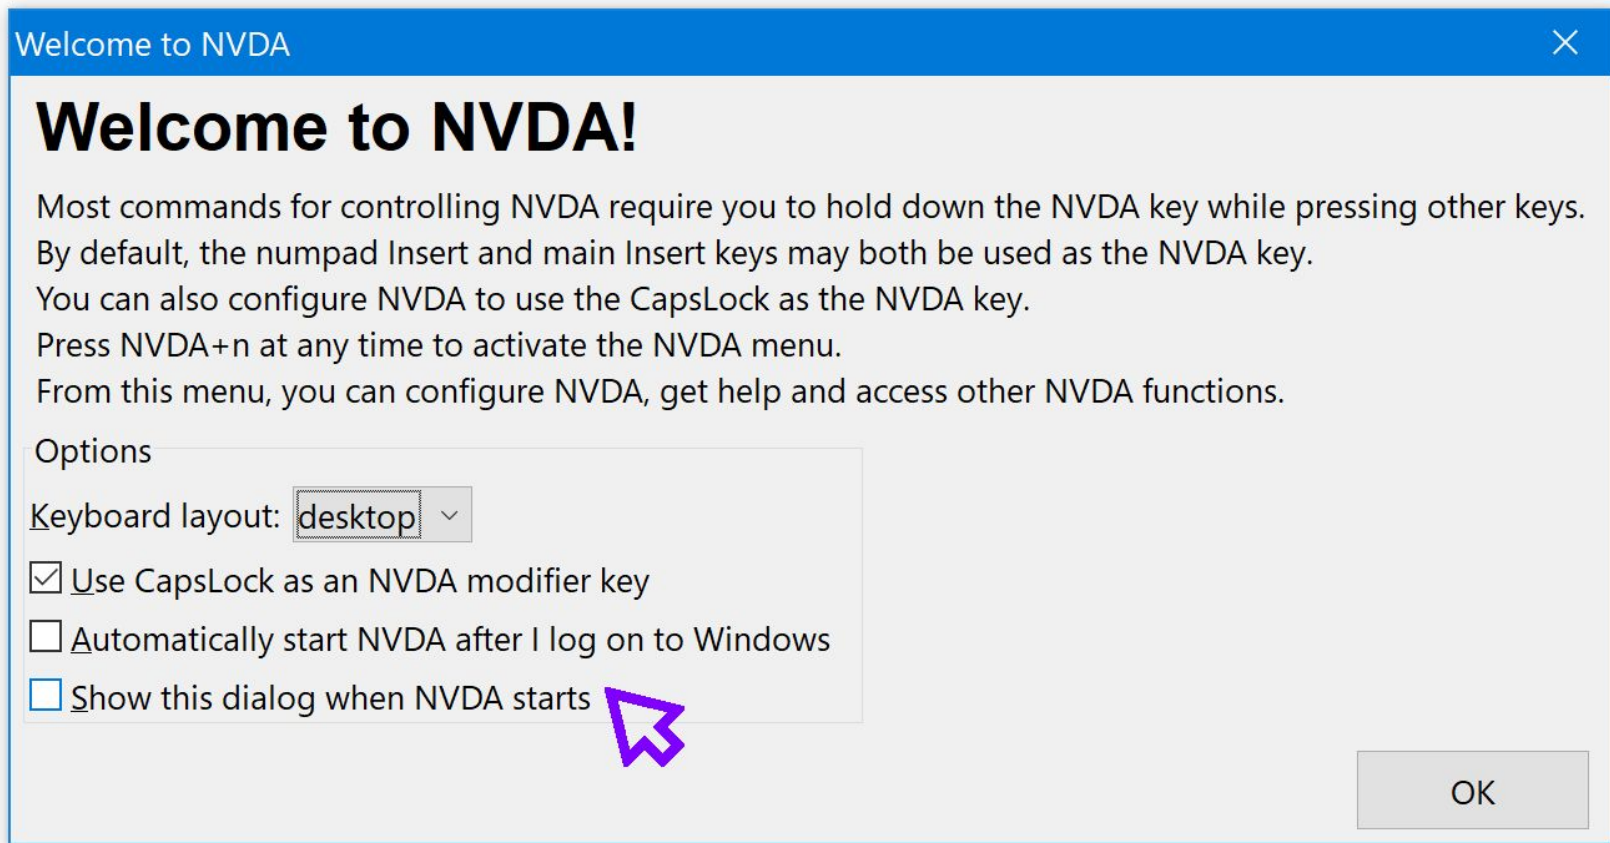 Welcome to NVDA
Welcome to NVDA!
Most commands for controlling NVDA require you to hold down the NVDA key while pressing other keys.
By default, the numpad Insert and main Insert keys may both be used as the NVDA key.
You can also configure NVDA to use the CapsLock as the NVDA key.
Press NVDA+n at any time to activate the NVDA menu.
From this menu, you can configure NVDA, get help and access other NVDA functions.
Options
Keyboard layout: desktop
Use CapsLock as an NVDA modifier key
Automatically start NVDA after I log on to Windows
Show this dialog when NVDA starts
OK